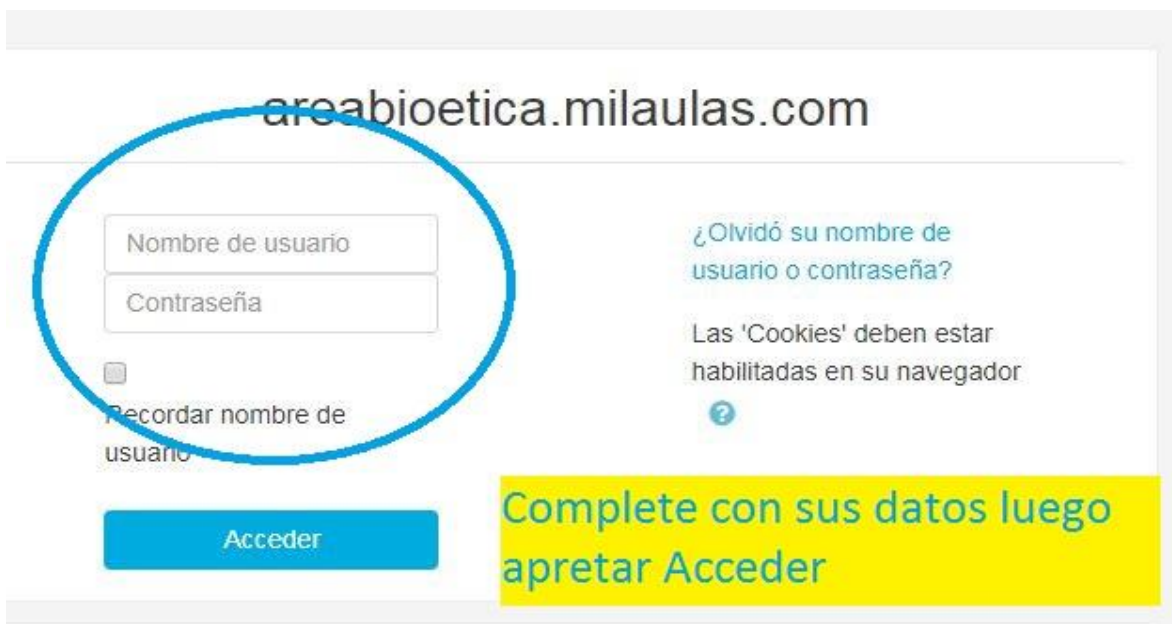 areabioetica.milaulas.com
Nombre de usuario
Contraseña
Recordar nombre de
usuario
Acceder
¿Olvidó su nombre de
usuario o contraseña?
Las 'Cookies' deben estar
habilitadas en su navegador
?
Complete con sus datos luego
apretar Acceder